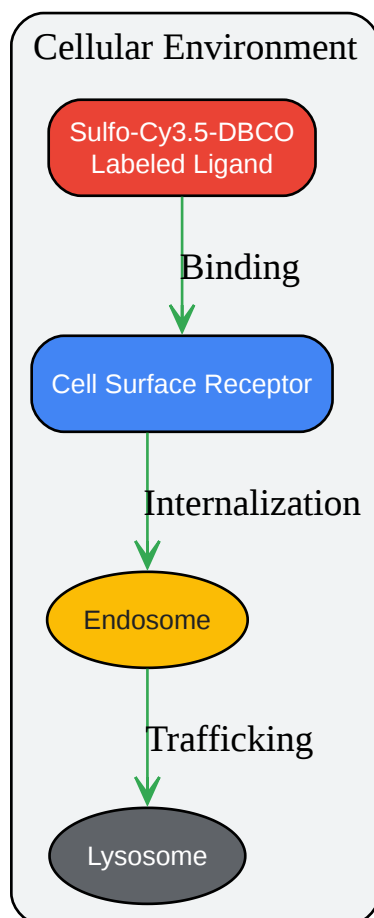 Cellular Environment
Sulfo-Cy3.5-DBCO
Labeled Ligand
Binding
Cell Surface Receptor
Internalization
Endosome
Trafficking
Lysosome